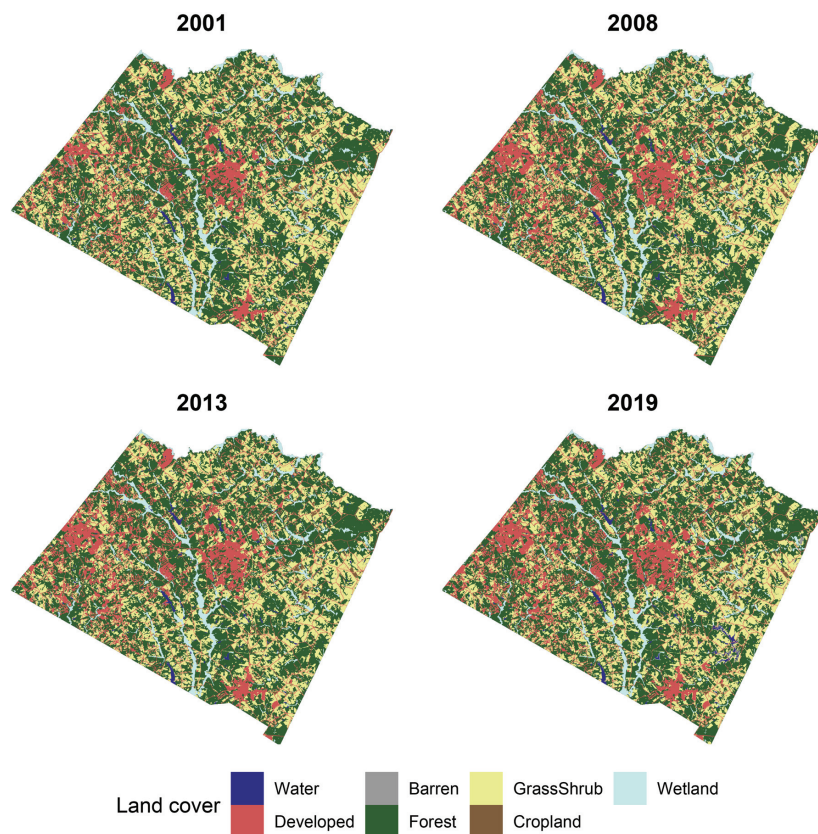 2001 2008
2013 2019
Water Barren GrassShrub Wetland
Land cover
Developed Forest Cropland